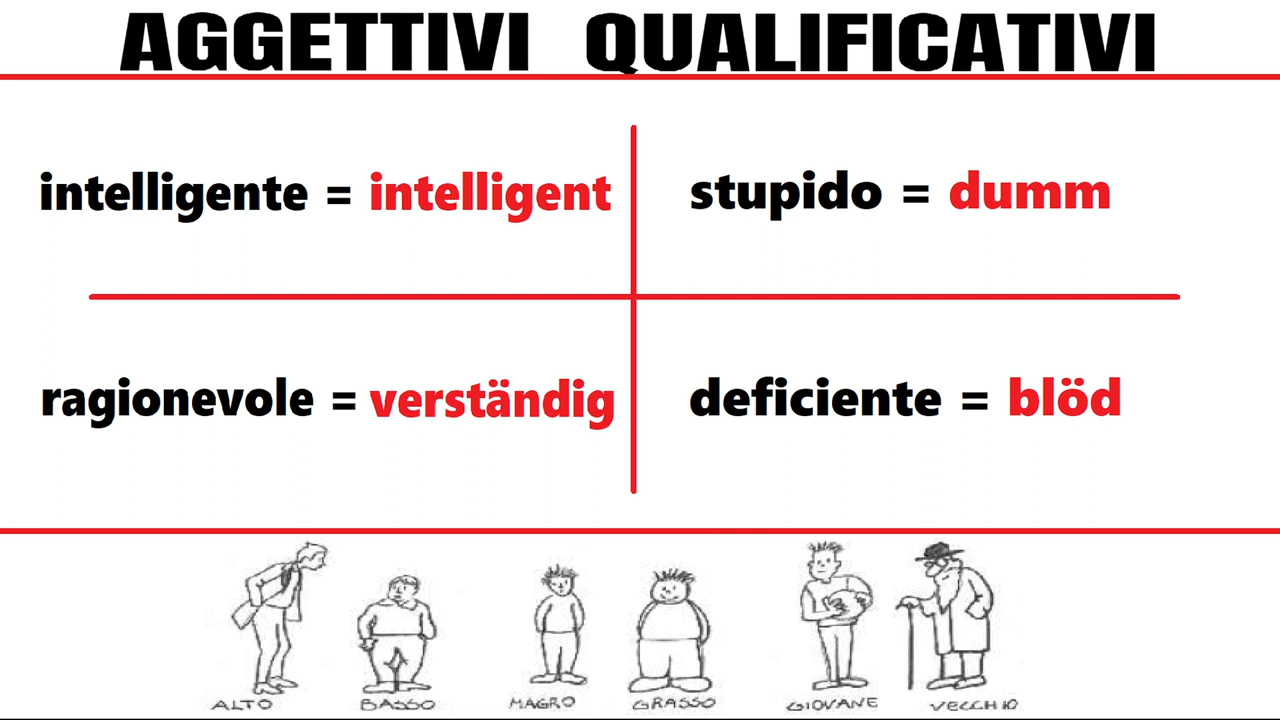 AGGETTIVI QUALIFICATIVI
intelligente = intelligent
stupido = dumm
ragionevole = verständig
deficiente = blöd
ALTO BASSO MAGRO GRASSO GIOVANE VECCHIO